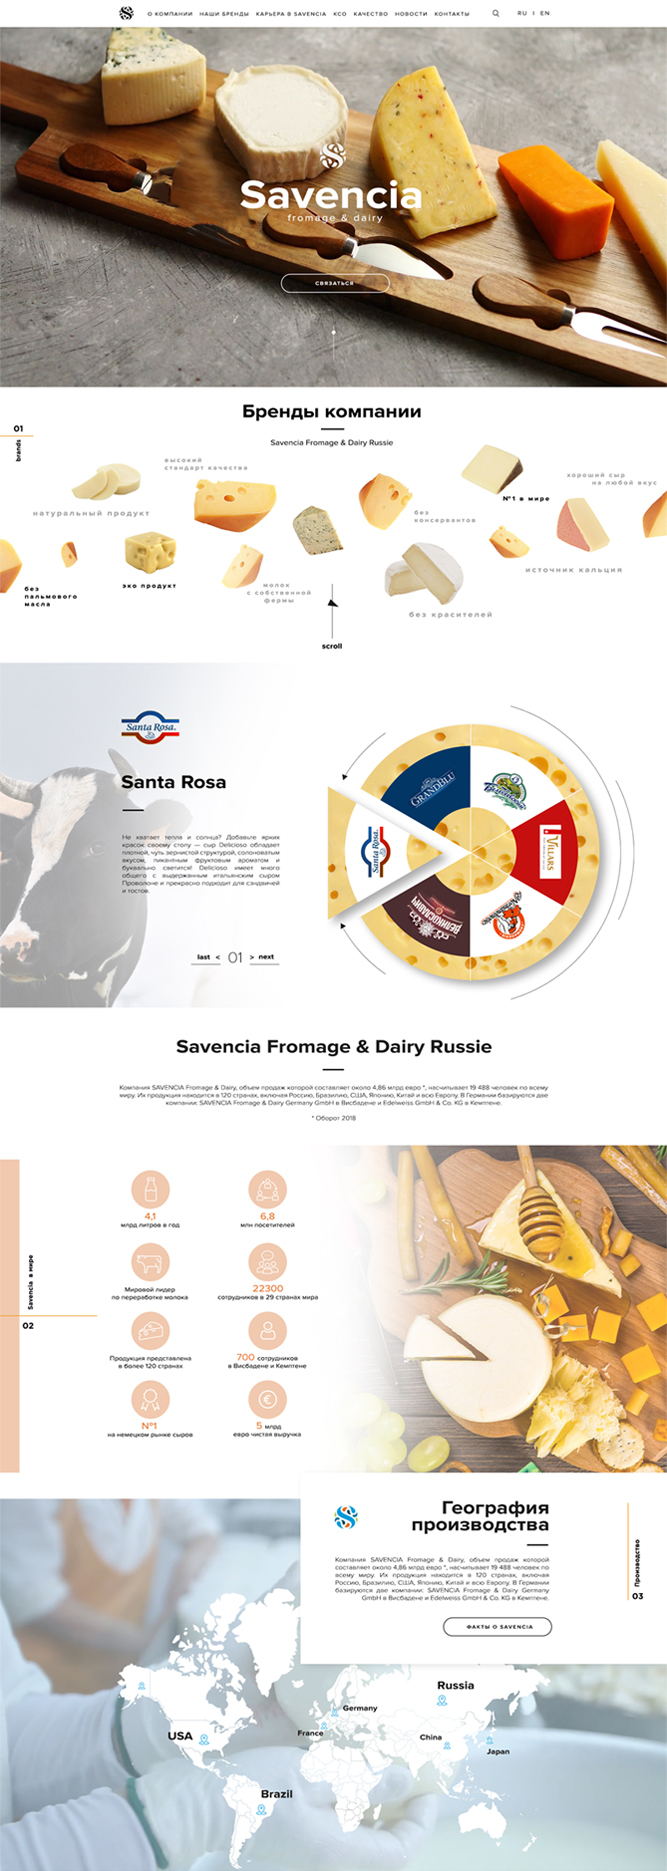 О КОМПАНИИ НАШИ БРЕНДЫ КАРЬЕРА В SAVENCIA КСО КАЧЕСТВО НОВОСТИ КОНТАКТЫ RU | EN
Savencia
fromage & dairy
СВЯЗАТЬСЯ
Бренды компании
01
brands
Savencia Fromage & Dairy Russie
высокий
стандарт качества
хороший сыр
на любой вкус
№1 в мире
натуральный продукт
без
консервантов
источник кальция
эко продукт
без
пальмового
масла
молок
с собственной
фермы
без красителей
scroll
Santa Rosa.
Santa Rosa
Не хватает тепла и солнца? Добавьте ярких
красок своему столу — сыр Delicioso обладает
плотной, чуть зернистой структурой, солоноватым
вкусом, пикантным фруктовым ароматом и
буквально светится! Delicioso имеет много
общего с выдержанным итальянским сыром
Проволоне и прекрасно подходит для сэндвичей
и тостов.
last < 01 > next
GRANDBLU
VILLARS
Santa Rosa.
ВЕЛИКОСЛАВИЧ
Savencia Fromage & Dairy Russie
Компания SAVENCIA Fromage & Dairy, объем продаж которой составляет около 4,86 млрд евро *, насчитывает 19 488 человек по всему
миру. Их продукция находится в 120 странах, включая Россию, Бразилию, США, Японию, Китай и всю Европу. В Германии базируются две
компании: SAVENCIA Fromage & Dairy Germany GmbH в Висбадене и Edelweiss GmbH & Co. KG в Кемптене.
* Оборот 2018
Savencia в мире
02
4,1
млрд литров в год
6,8
млн посетителей
Мировой лидер
по переработке молока
22300
сотрудников в 29 странах мира
Продукция представлена
в более 120 странах
700 сотрудников
в Висбадене и Кемптене
№1
на немецком рынке сыров
5 млрд
евро чистая выручка
География
производства
Компания SAVENCIA Fromage & Dairy, объем продаж которой
составляет около 4,86 млрд евро *, насчитывает 19 488 человек по
всему миру. Их продукция находится в 120 странах, включая
Россию, Бразилию, США, Японию, Китай и всю Европу. В Германии
базируются две компании: SAVENCIA Fromage & Dairy Germany
GmbH в Висбадене и Edelweiss GmbH & Co. KG в Кемптене.
ФАКТЫ О SAVENCIA
Производство
03
Russia
Germany
France
USA
China
Japan
Brazil